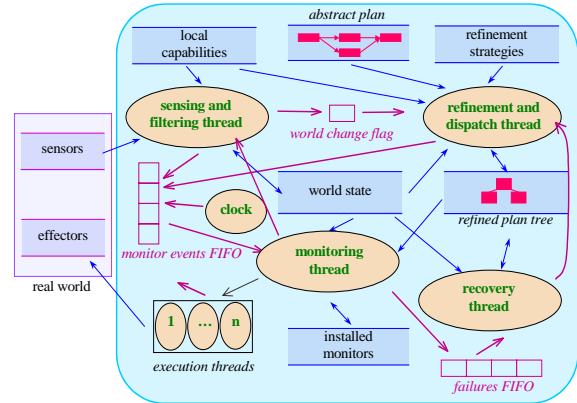 abstract plan
local
capabilities
refinement
strategies
sensing and
filtering thread
refinement and
dispatch thread
world change flag
sensors
world state
clock
effectors
refined plan tree
monitor events FIFO
monitoring
thread
real world
recovery
thread
1
...
n
installed
monitors
execution threads
failures FIFO